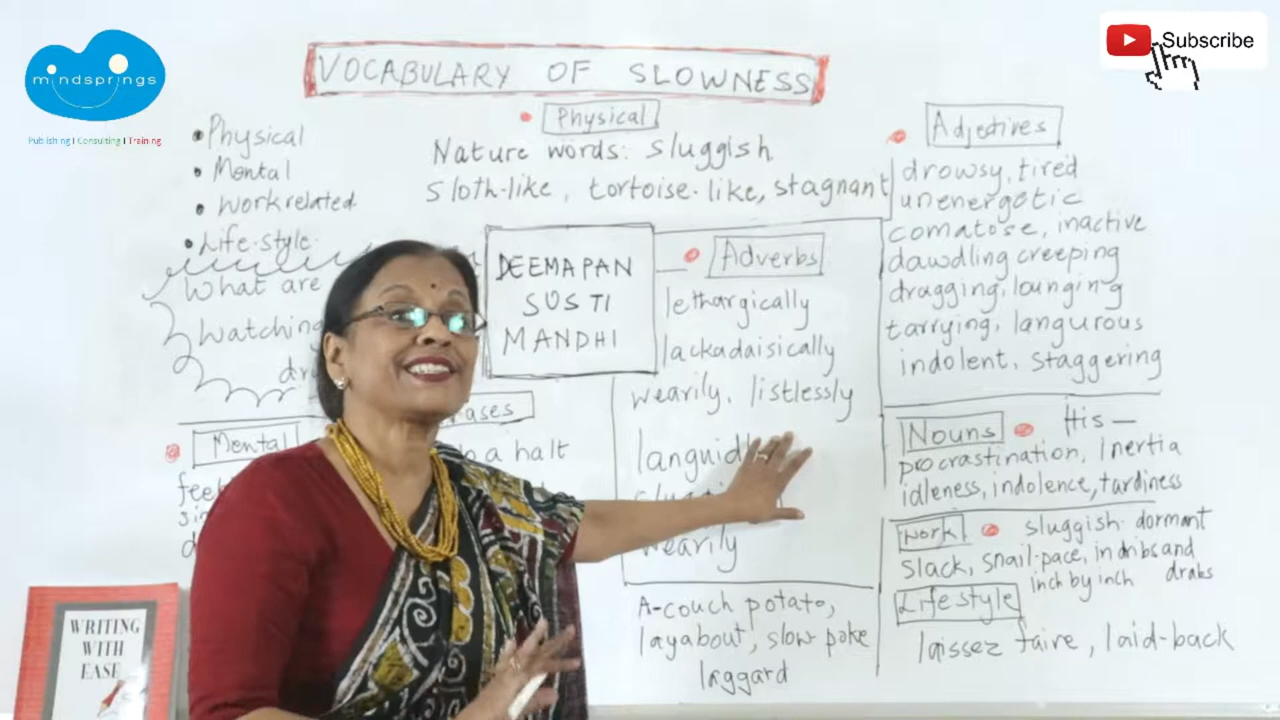 mindsprings
Publishing I Consulting I Training
Subscribe
VOCABULARY OF SLOWNESS
• Physical
• Mental
• Work related
• Life-style
What are
Watching
Physical
Nature words: Sluggish
Sloth-like, tortoise-like, stagnant
DEEMAPAN
SUSTI
MANDHI
Adverbs
lethargically
lackadaisically
wearily, listlessly
wearily
A-couch potato,
layabout, slow poke
laggard
Adjectives
drowsy, tired
unenergetic
comatose, inactive
dawdling creeping
dragging, lounging
tarrying, langurous
indolent, staggering
Nouns His —
procrastination, Inertia
idleness, indolence, tardiness
Work sluggish dormant
slack, snail-pace, in dribs and
inch by inch drabs
Lifestyle
laissez faire, laid-back
Mental
a halt
WRITING
WITH
EASE